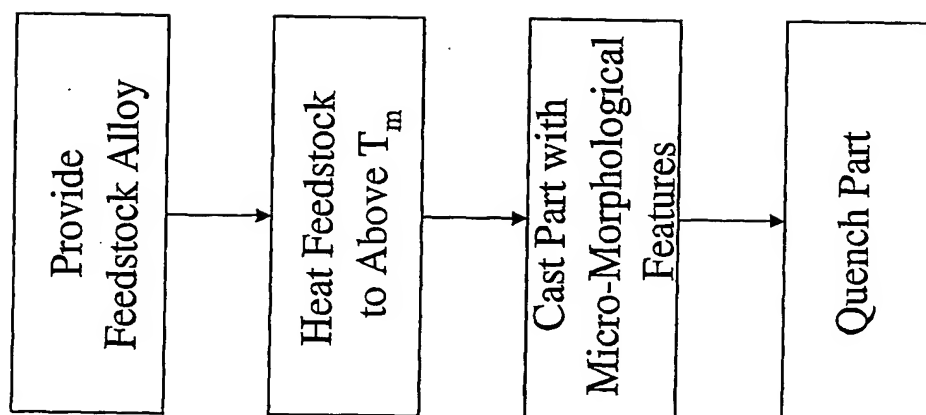 Provide
Feedstock Alloy
Heat Feedstock
to Above Tm
Cast Part with
Micro-Morphological
Features
Quench Part